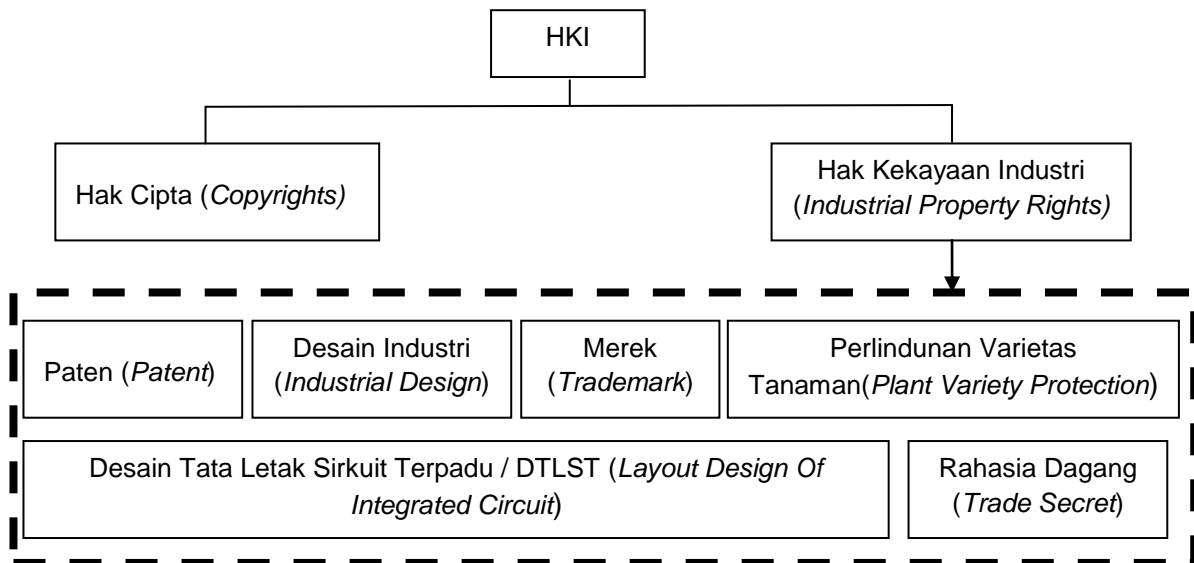 HKI
Hak Cipta (Copyrights)
Hak Kekayaan Industri
(Industrial Property Rights)
Paten (Patent)
Desain Industri
(Industrial Design)
Merek
(Trademark)
Perlindunan Varietas
Tanaman(Plant Variety Protection)
Desain Tata Letak Sirkuit Terpadu / DTLST (Layout Design Of
Integrated Circuit)
Rahasia Dagang
(Trade Secret)